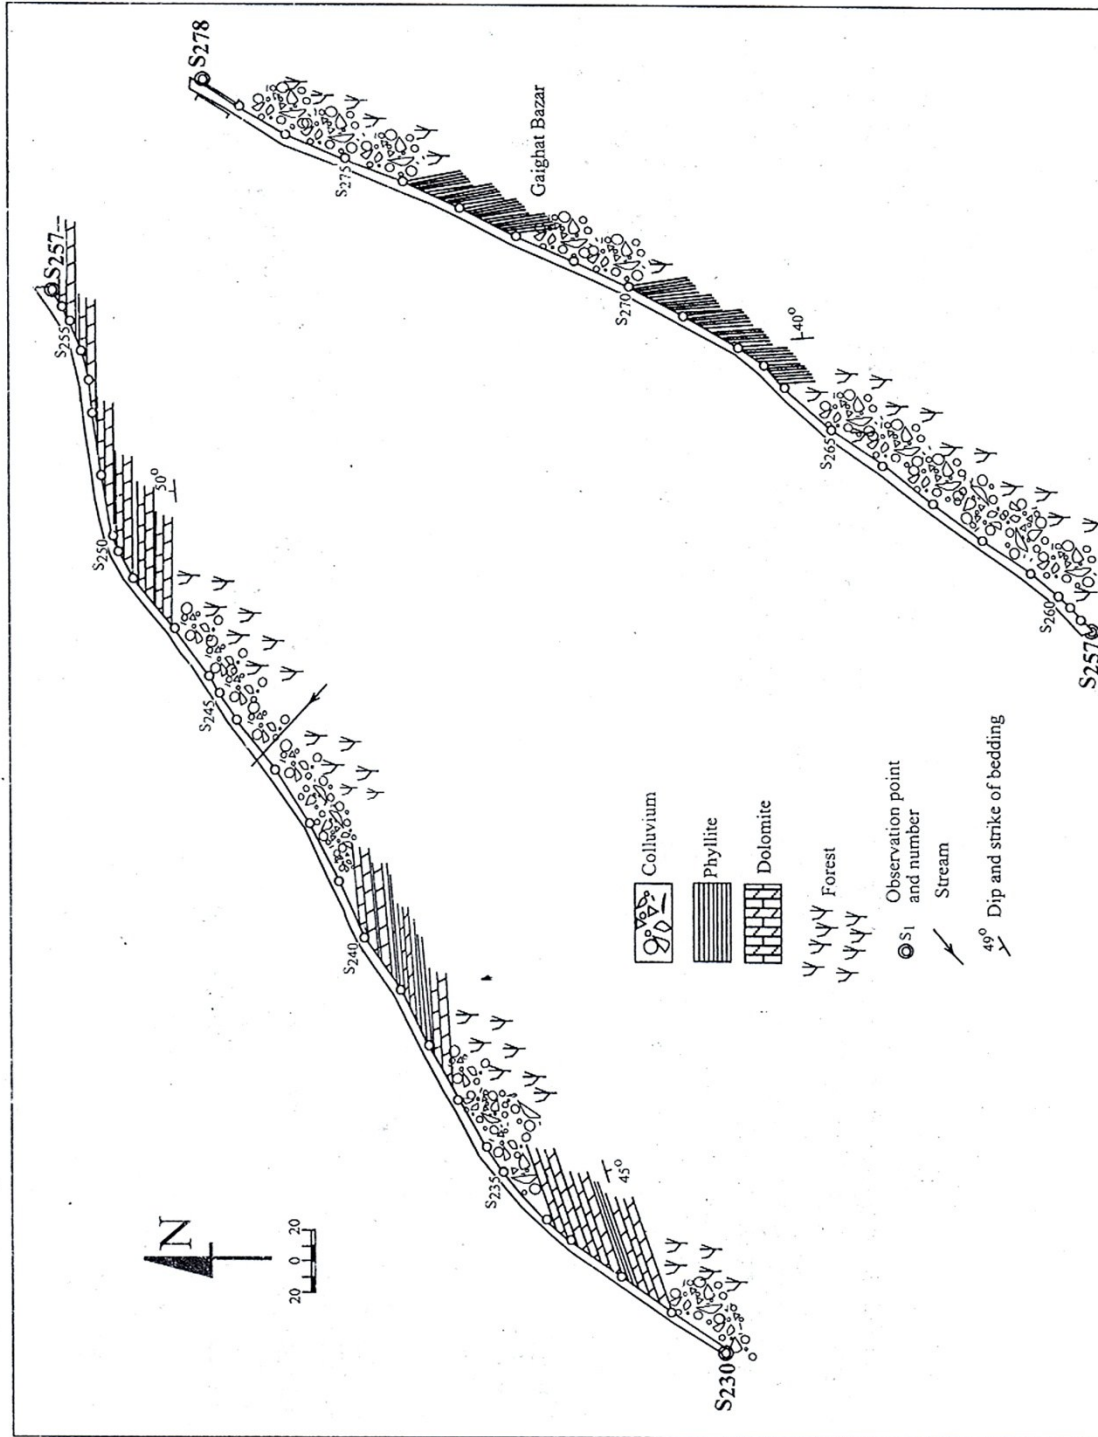 S278
S275
Gaighat Bazar
S270
40°
S265
S260
S257
S257
S255
50°
S250
S245
S240
S235
45°
S230
N
20 0 20
Colluvium
Phyllite
Dolomite
Forest
S1 Observation point
and number
Stream
49° Dip and strike of bedding